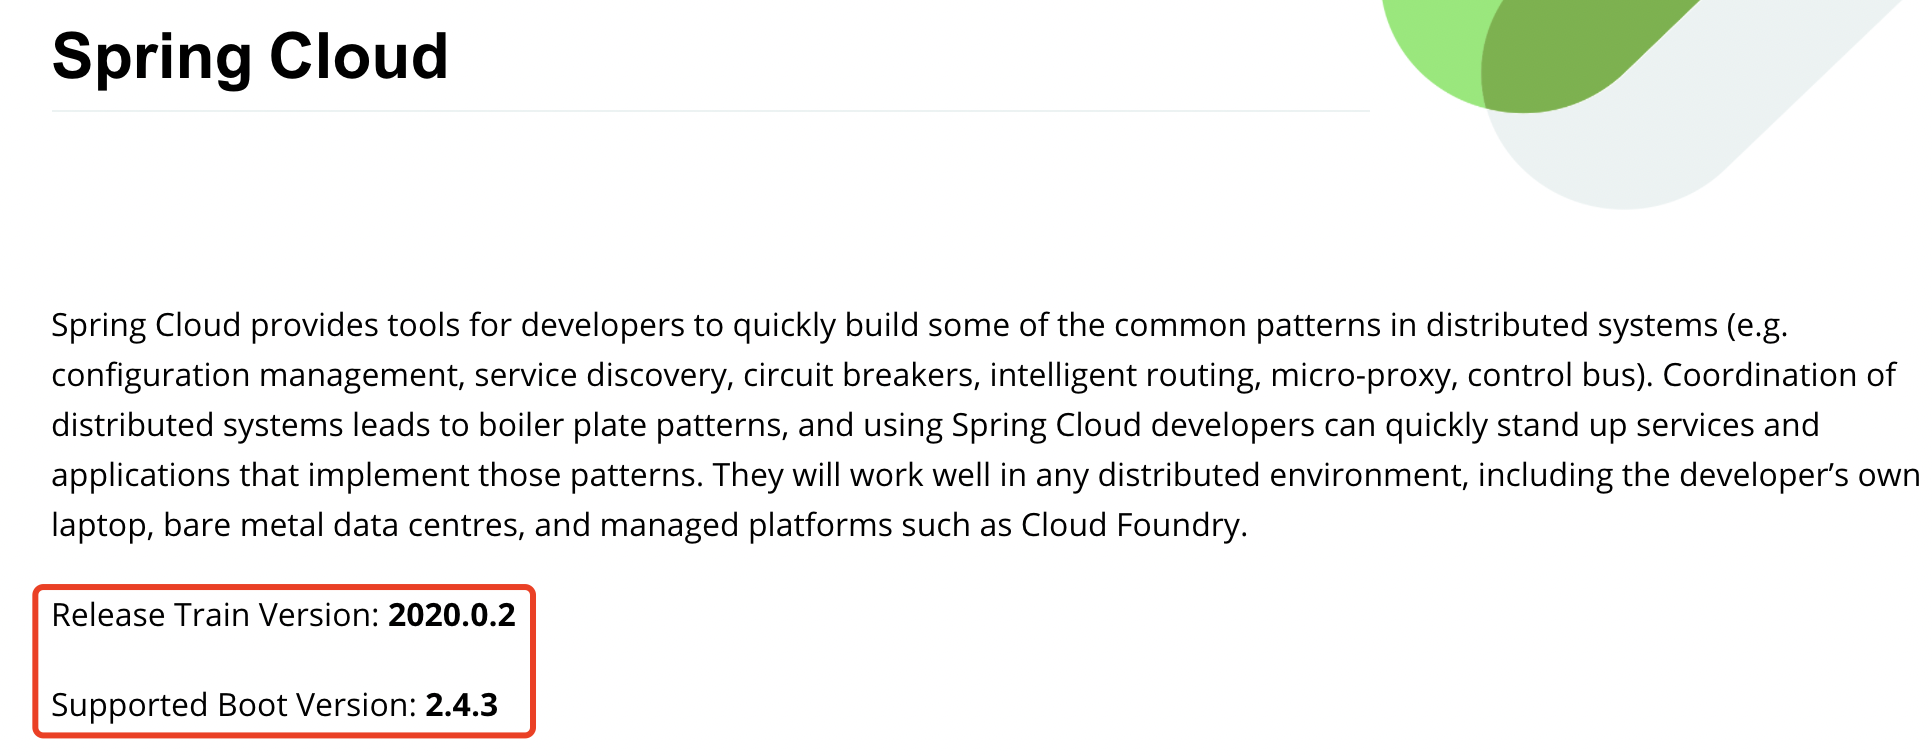 Spring Cloud
Spring Cloud provides tools for developers to quickly build some of the common patterns in distributed systems (e.g.
configuration management, service discovery, circuit breakers, intelligent routing, micro-proxy, control bus). Coordination of
distributed systems leads to boiler plate patterns, and using Spring Cloud developers can quickly stand up services and
applications that implement those patterns. They will work well in any distributed environment, including the developer’s own
laptop, bare metal data centres, and managed platforms such as Cloud Foundry.
Release Train Version: 2020.0.2
Supported Boot Version: 2.4.3